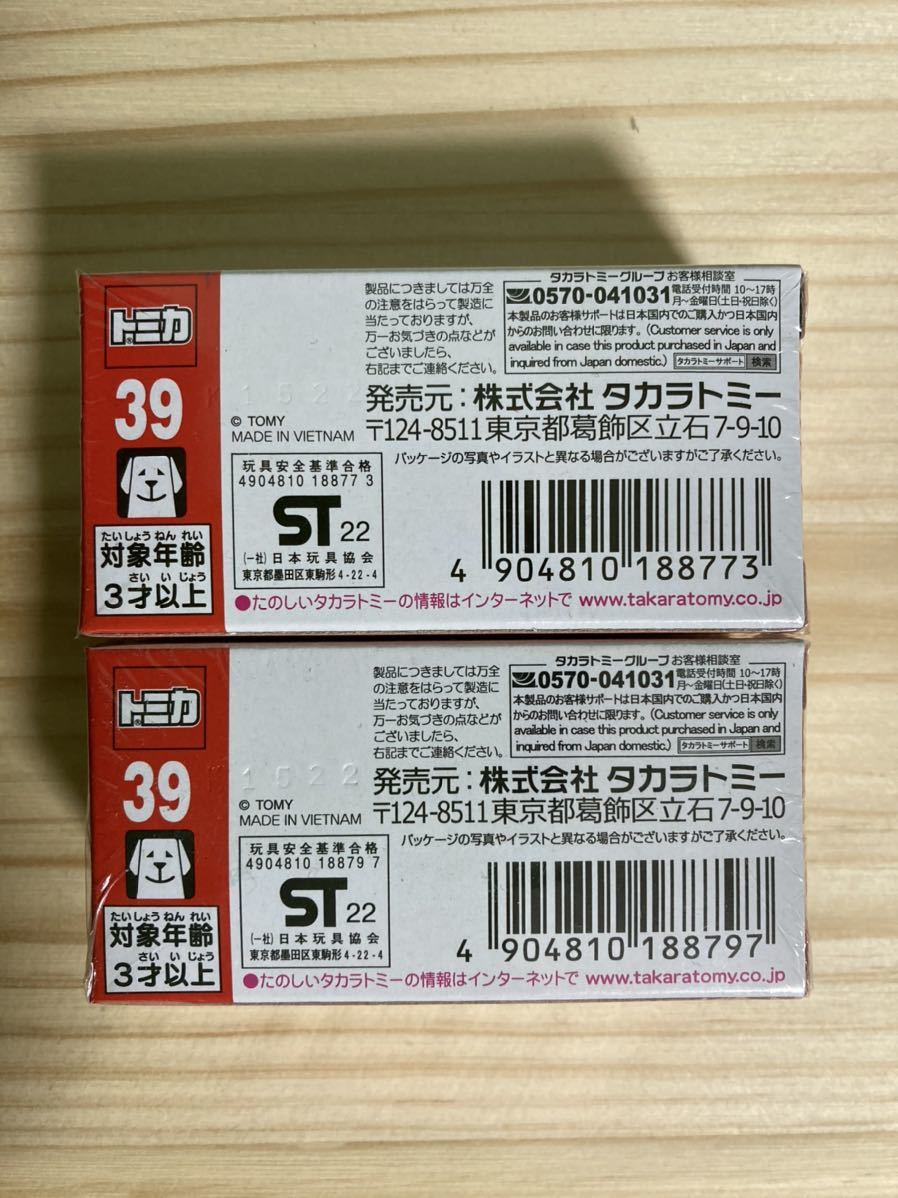 トミカ
39
たいしょうねんれい
対象年齢
さいいじょう
3才以上
製品につきましては万全
の注意をはらって製造に
当たっておりますが、
万一お気づきの点などが
ございましたら、
右記までご連絡ください。
タカラトミーグループ お客様相談室
0570-041031 電話受付時間 10〜17時
月〜金曜日(土日・祝日除く)
本製品のお客様サポートは日本国内でのご購入かつ日本国内
からのお問い合わせに限ります。(Customer service is only
available in case this product purchased in Japan and
inquired from Japan domestic.) タカラトミーサポート 検索
1522
© TOMY
MADE IN VIETNAM
発売元:株式会社 タカラトミー
〒124-8511 東京都葛飾区立石7-9-10
パッケージの写真やイラストと異なる場合がございますがご了承ください。
玩具安全基準合格
4904810 18877 3
ST 22
(一社)日本玩具協会
東京都墨田区東駒形4-22-4
4 904810 188773
●たのしいタカラトミーの情報はインターネットで www.takaratomy.co.jp
トミカ
39
たいしょうねんれい
対象年齢
さいいじょう
3才以上
製品につきましては万全
の注意をはらって製造に
当たっておりますが、
万一お気づきの点などが
ございましたら、
右記までご連絡ください。
タカラトミーグループ お客様相談室
0570-041031 電話受付時間 10〜17時
月〜金曜日(土日・祝日除く)
本製品のお客様サポートは日本国内でのご購入かつ日本国内
からのお問い合わせに限ります。(Customer service is only
available in case this product purchased in Japan and
inquired from Japan domestic.) タカラトミーサポート 検索
1522
© TOMY
MADE IN VIETNAM
発売元:株式会社 タカラトミー
〒124-8511 東京都葛飾区立石7-9-10
パッケージの写真やイラストと異なる場合がございますがご了承ください。
玩具安全基準合格
4904810 18879 7
ST 22
(一社)日本玩具協会
東京都墨田区東駒形4-22-4
4 904810 188797
●たのしいタカラトミーの情報はインターネットで www.takaratomy.co.jp